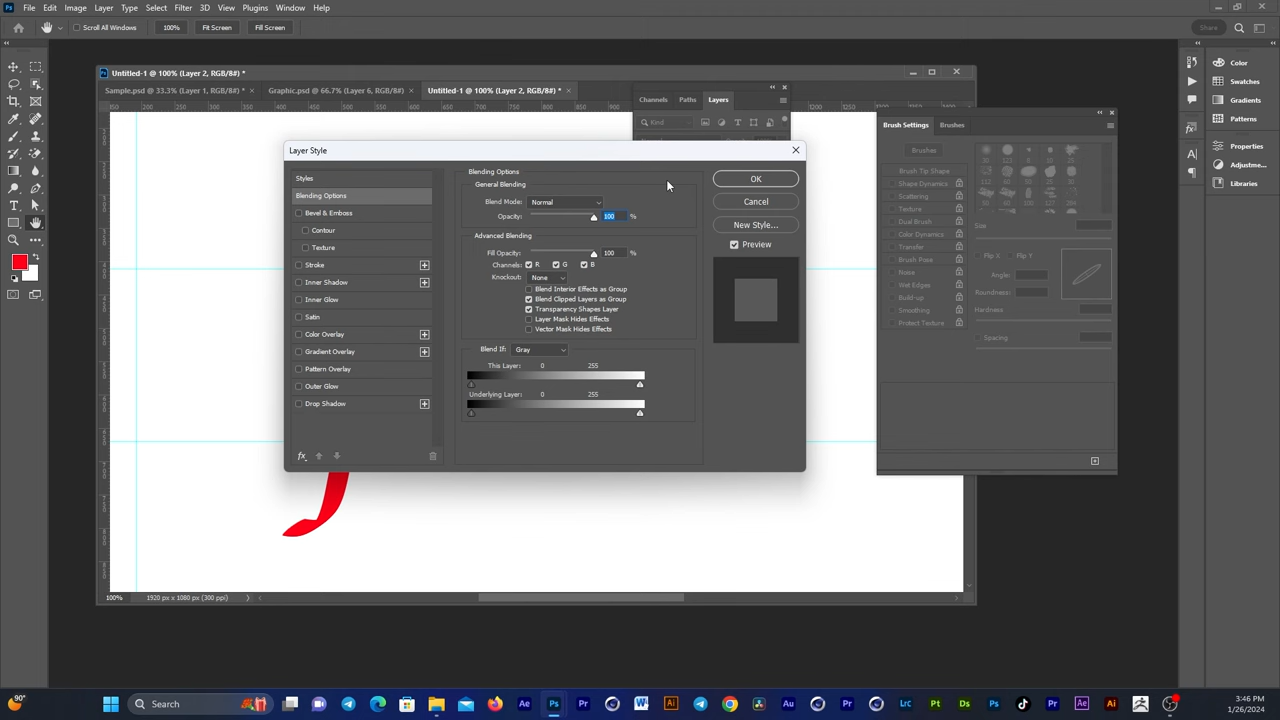 File Edit Image Layer Type Select Filter 3D View Plugins Window Help
Scroll All Windows 100% Fit Screen Fill Screen Share
Untitled-1 @ 100% (Layer 2, RGB/8#) *
Sample.psd @ 33.3% (Layer 1, RGB/8#) * Graphic.psd @ 66.7% (Layer 6, RGB/8#) Untitled-1 @ 100% (Layer 2, RGB/8#) *
Channels Paths Layers
Kind
Layer Style
Styles
Blending Options
Bevel & Emboss
Contour
Texture
Stroke
Inner Shadow
Inner Glow
Satin
Color Overlay
Gradient Overlay
Pattern Overlay
Outer Glow
Drop Shadow
fx
Blending Options
General Blending
Blend Mode: Normal
Opacity: 100 %
Advanced Blending
Fill Opacity: 100 %
Channels: R G B
Knockout: None
Blend Interior Effects as Group
Blend Clipped Layers as Group
Transparency Shapes Layer
Layer Mask Hides Effects
Vector Mask Hides Effects
Blend If: Gray
This Layer: 0 255
Underlying Layer: 0 255
OK
Cancel
New Style...
Preview
Brush Settings Brushes
Brushes
Brush Tip Shape
Shape Dynamics
Scattering
Texture
Dual Brush
Color Dynamics
Transfer
Brush Pose
Noise
Wet Edges
Build-up
Smoothing
Protect Texture
Size
Flip X Flip Y
Angle:
Roundness:
Hardness
Spacing
Color
Swatches
Gradients
Patterns
Properties
Adjustme...
Libraries
100% 1920 px x 1080 px (300 ppi)
90°
Search
3:46 PM
1/26/2024